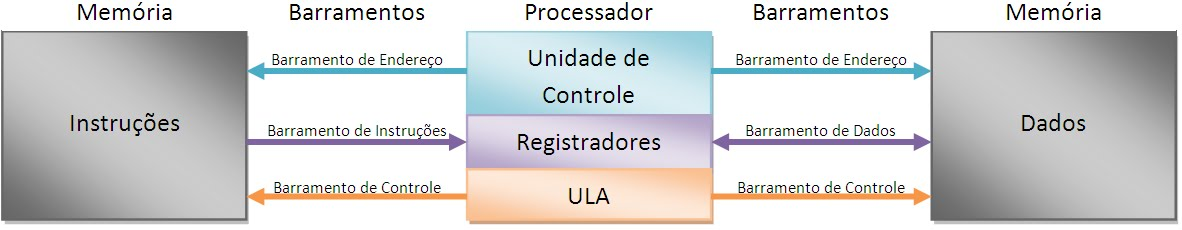 Memória
Barramentos
Processador
Barramentos
Memória
Instruções
Barramento de Endereço
Barramento de Instruções
Barramento de Controle
Unidade de
Controle
Registradores
ULA
Barramento de Endereço
Barramento de Dados
Barramento de Controle
Dados